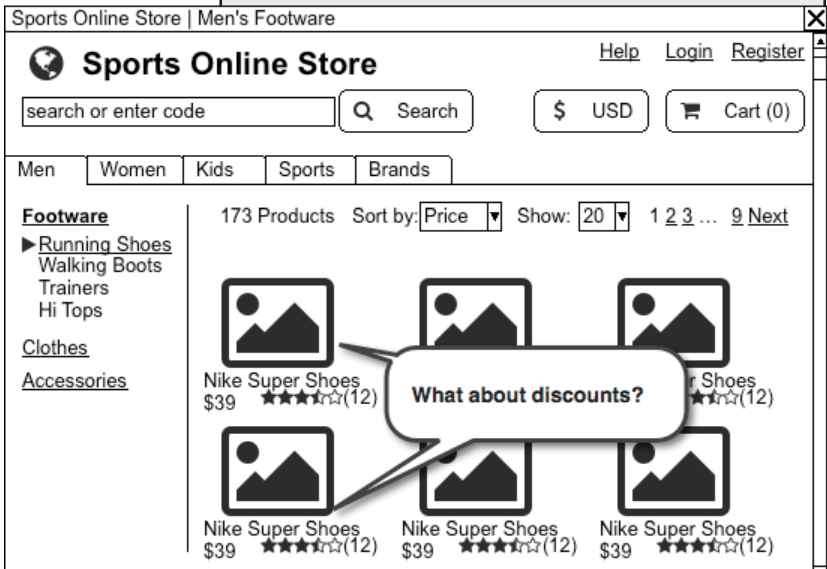 Sports Online Store | Men's Footware
Sports Online Store
Help Login Register
search or enter code
Search
$ USD
Cart (0)
Men Women Kids Sports Brands
Footware
Running Shoes
Walking Boots
Trainers
Hi Tops
Clothes
Accessories
173 Products Sort by: Price Show: 20 1 2 3 ... 9 Next
Nike Super Shoes
$39 (12)
What about discounts?
Shoes
(12)
Nike Super Shoes
$39 (12)
Nike Super Shoes
$39 (12)
Nike Super Shoes
$39 (12)